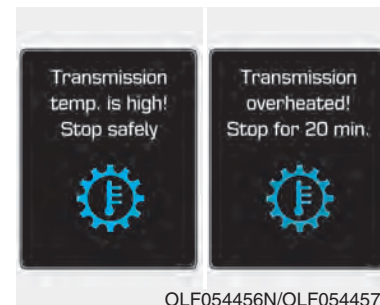 Transmission
temp. is high!
Stop safely
Transmission
overheated!
Stop for 20 min.
OLF054456N/OLF054457